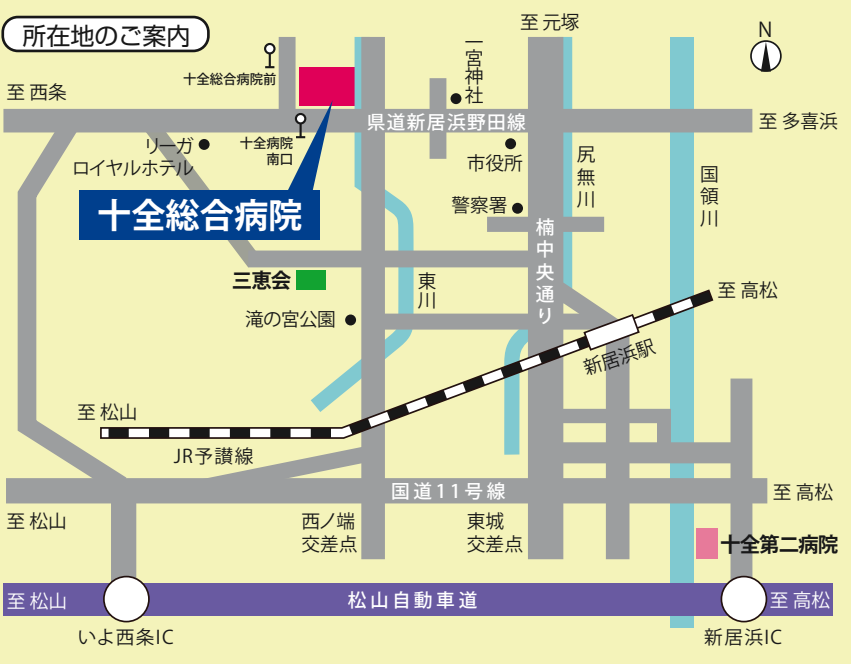 所在地のご案内
至 元塚
N
一宮神社
十全総合病院前
至 西条
県道新居浜野田線
至 多喜浜
リーガ
ロイヤルホテル
十全病院
南口
市役所
尻無川
国領川
警察署
十全総合病院
楠中央通り
三恵会
東川
至 高松
滝の宮公園
新居浜駅
至 松山
JR予讃線
国道11号線
至 高松
至 松山
西ノ端
交差点
東城
交差点
十全第二病院
至 松山
松山自動車道
至 高松
いよ西条IC
新居浜IC